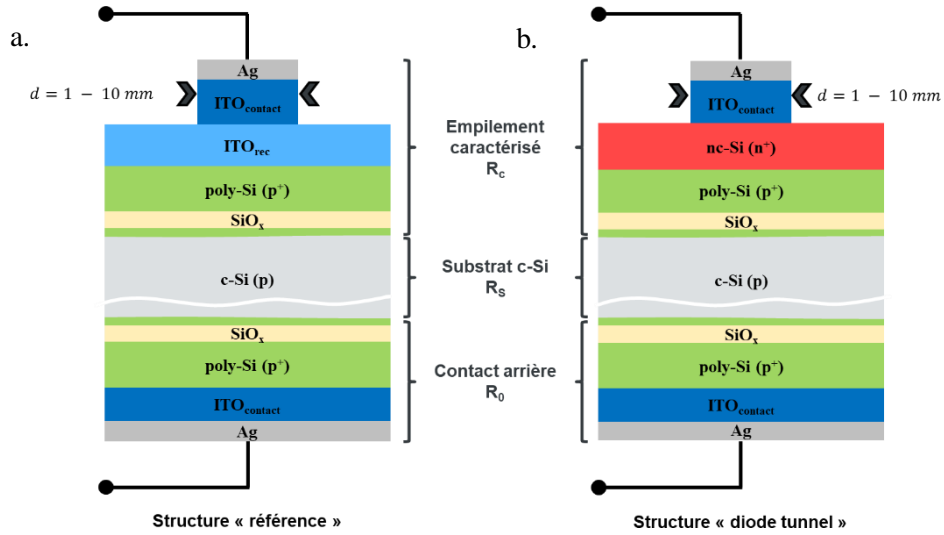 a.
Ag
d = 1 − 10 mm
ITOcontact
ITOrec
poly-Si (p+)
SiOx
c-Si (p)
SiOx
poly-Si (p+)
ITOcontact
Ag
Structure « référence »
Empilement
caractérisé
Rc
Substrat c-Si
RS
Contact arrière
R0
b.
Ag
ITOcontact
d = 1 − 10 mm
nc-Si (n+)
poly-Si (p+)
SiOx
c-Si (p)
SiOx
poly-Si (p+)
ITOcontact
Ag
Structure « diode tunnel »